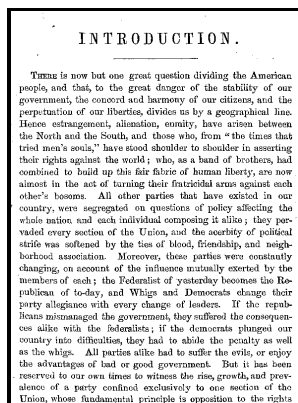 INTRODUCTION.
THERE is now but one great question dividing the American
people, and that, to the great danger of the stability of our
government, the concord and harmony of our citizens, and the
perpetuation of our liberties, divides us by a geographical line.
Hence estrangement, alienation, enmity, have arisen between
the North and the South, and those who, from "the times that
tried men's souls," have stood shoulder to shoulder in asserting
their rights against the world; who, as a band of brothers, had
combined to build up this fair fabric of human liberty, are now
almost in the act of turning their fratricidal arms against each
other's bosoms. All other parties that have existed in our
country, were segregated on questions of policy affecting the
whole nation and each individual composing it alike; they per-
vaded every section of the Union, and the acerbity of political
strife was softened by the ties of blood, friendship, and neigh-
borhood association. Moreover, these parties were constantly
changing, on account of the influence mutually exerted by the
members of each; the Federalist of yesterday becomes the Re-
publican of to-day, and Whigs and Democrats change their
party allegiance with every change of leaders. If the repub-
licans mismanaged the government, they suffered the consequen-
ces alike with the federalists; if the democrats plunged our
country into difficulties, they had to abide the penalty as well
as the whigs. All parties alike had to suffer the evils, or enjoy
the advantages of bad or good government. But it has been
reserved to our own times to witness the rise, growth, and prev-
alence of a party confined exclusively to one section of the
Union, whose fundamental principle is opposition to the rights